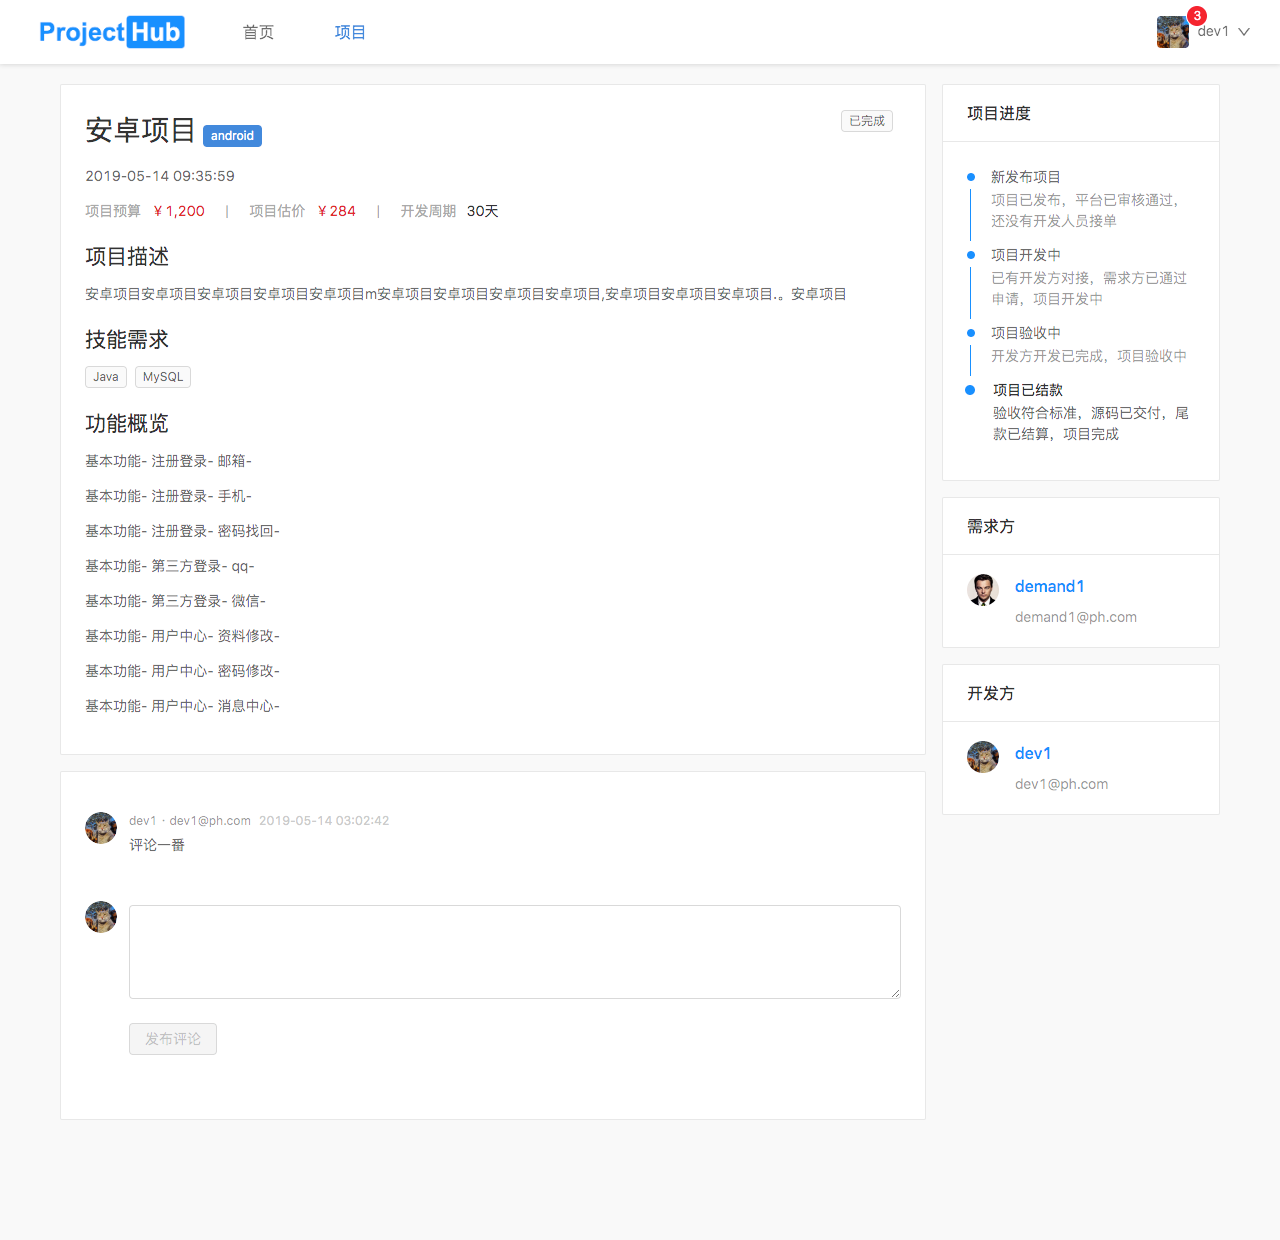 ProjectHub 首页 项目 3 dev1
安卓项目 android 已完成
2019-05-14 09:35:59
项目预算 ￥1,200 | 项目估价 ￥284 | 开发周期 30天
项目描述
安卓项目安卓项目安卓项目安卓项目安卓项目m安卓项目安卓项目安卓项目安卓项目,安卓项目安卓项目安卓项目.。安卓项目
技能需求
Java MySQL
功能概览
基本功能- 注册登录- 邮箱-
基本功能- 注册登录- 手机-
基本功能- 注册登录- 密码找回-
基本功能- 第三方登录- qq-
基本功能- 第三方登录- 微信-
基本功能- 用户中心- 资料修改-
基本功能- 用户中心- 密码修改-
基本功能- 用户中心- 消息中心-
dev1 · dev1@ph.com 2019-05-14 03:02:42
评论一番
发布评论
项目进度
新发布项目
项目已发布，平台已审核通过，
还没有开发人员接单
项目开发中
已有开发方对接，需求方已通过
申请，项目开发中
项目验收中
开发方开发已完成，项目验收中
项目已结款
验收符合标准，源码已交付，尾
款已结算，项目完成
需求方
demand1
demand1@ph.com
开发方
dev1
dev1@ph.com